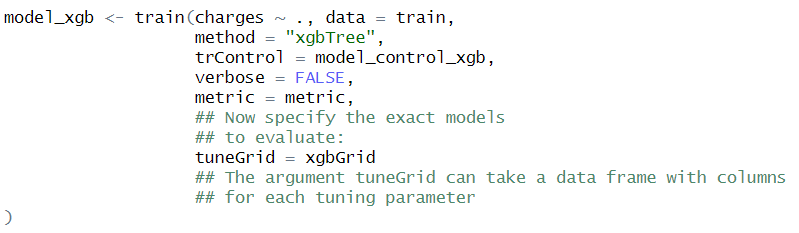 model_xgb <- train(charges ~ ., data = train,
                   method = "xgbTree",
                   trControl = model_control_xgb,
                   verbose = FALSE,
                   metric = metric,
                   ## Now specify the exact models
                   ## to evaluate:
                   tuneGrid = xgbGrid
                   ## The argument tuneGrid can take a data frame with columns
                   ## for each tuning parameter
)